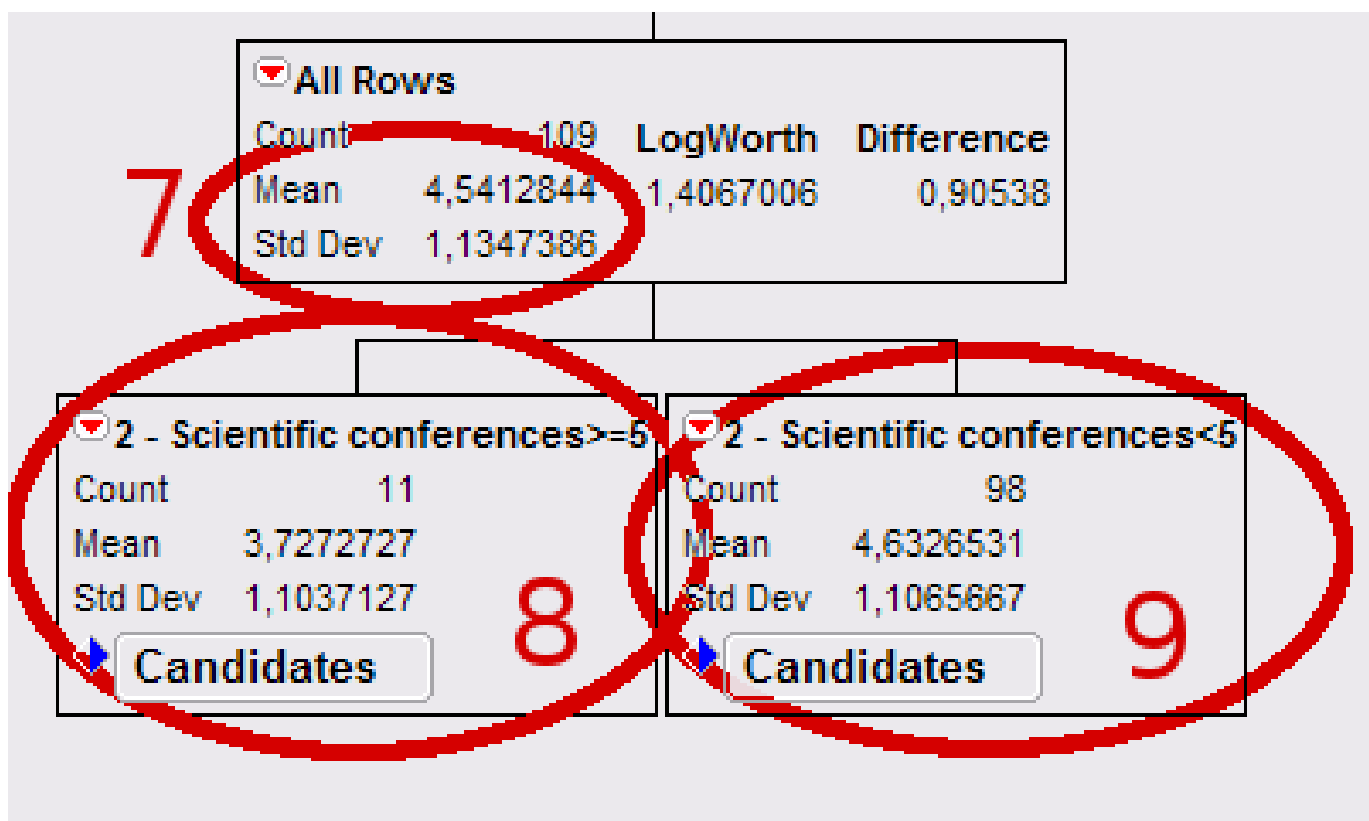 All Rows
Count 109 LogWorth Difference
7
Mean 4,5412844 1,4067006 0,90538
Std Dev 1,1347386
2 - Scientific conferences>=5
Count 11
Mean 3,7272727
Std Dev 1,1037127
8
Candidates
2 - Scientific conferences<5
Count 98
Mean 4,6326531
Std Dev 1,1065667
9
Candidates